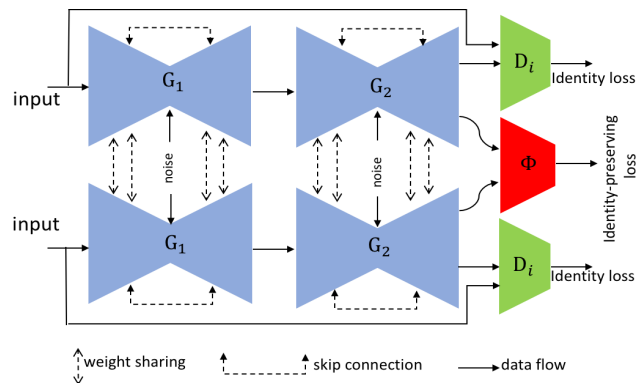 G₁
G₂
Dᵢ
Identity loss
input
noise
noise
Φ
Identity-preserving
loss
input
G₁
G₂
Dᵢ
Identity loss
weight sharing
skip connection
data flow